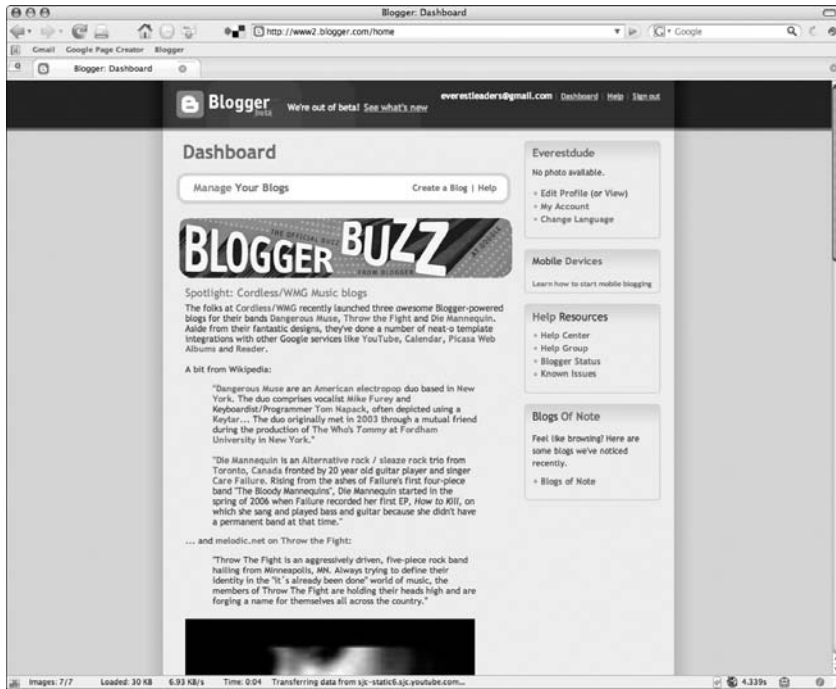 Blogger: Dashboard
http://www2.blogger.com/home
Google
Gmail Google Page Creator Blogger
Blogger: Dashboard
Blogger beta
We're out of beta! See what's new
everestleaders@gmail.com | Dashboard | Help | Sign out
Dashboard
Manage Your Blogs
Create a Blog | Help
BLOGGER BUZZ
THE OFFICIAL BUZZ
FROM BLOGGER
AT GOOGLE
Spotlight: Cordless/WMG Music blogs
The folks at Cordless/WMG recently launched three awesome Blogger-powered
blogs for their bands Dangerous Muse, Throw the Fight and Die Mannequin.
Aside from their fantastic designs, they've done a number of neat-o template
integrations with other Google services like YouTube, Calendar, Picasa Web
Albums and Reader.
A bit from Wikipedia:
"Dangerous Muse are an American electropop duo based in New
York. The duo comprises vocalist Mike Furey and
Keyboardist/Programmer Tom Napack, often depicted using a
Keytar... The duo originally met in 2003 through a mutual friend
during the production of The Who's Tommy at Fordham
University in New York."
"Die Mannequin is an Alternative rock / sleaze rock trio from
Toronto, Canada fronted by 20 year old guitar player and singer
Care Failure. Rising from the ashes of Failure's first four-piece
band "The Bloody Mannequins", Die Mannequin started in the
spring of 2006 when Failure recorded her first EP, How to Kill, on
which she sang and played bass and guitar because she didn't have
a permanent band at that time."
... and melodic.net on Throw the Fight:
"Throw The Fight is an aggressively driven, five-piece rock band
hailing from Minneapolis, MN. Always trying to define their
identity in the "it´s already been done" world of music, the
members of Throw The Fight are holding their heads high and are
forging a name for themselves all across the country."
Everestdude
No photo available.
Edit Profile (or View)
My Account
Change Language
Mobile Devices
Learn how to start mobile blogging
Help Resources
Help Center
Help Group
Blogger Status
Known Issues
Blogs Of Note
Feel like browsing? Here are
some blogs we've noticed
recently.
Blogs of Note
Images: 7/7 Loaded: 30 KB 6.93 KB/s Time: 0:04 Transferring data from sjc-static6.sjc.youtube.com...
4.339s